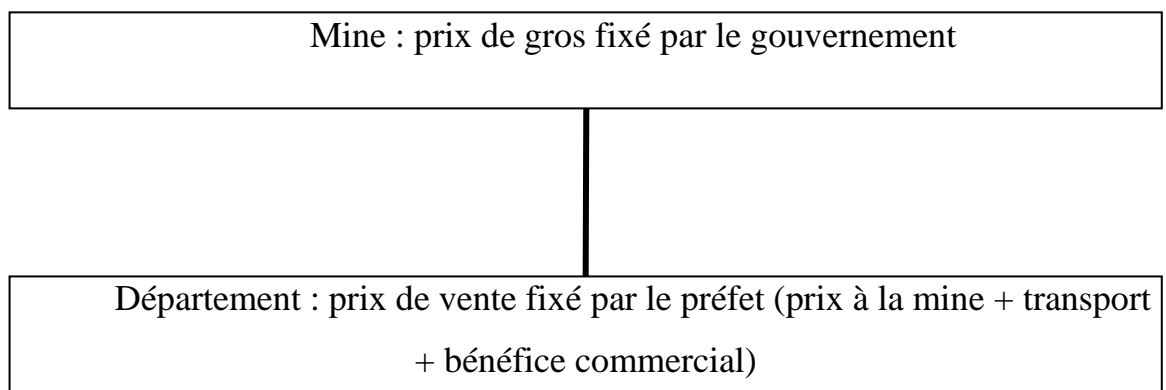 Mine : prix de gros fixé par le gouvernement
Département : prix de vente fixé par le préfet (prix à la mine + transport
+ bénéfice commercial)